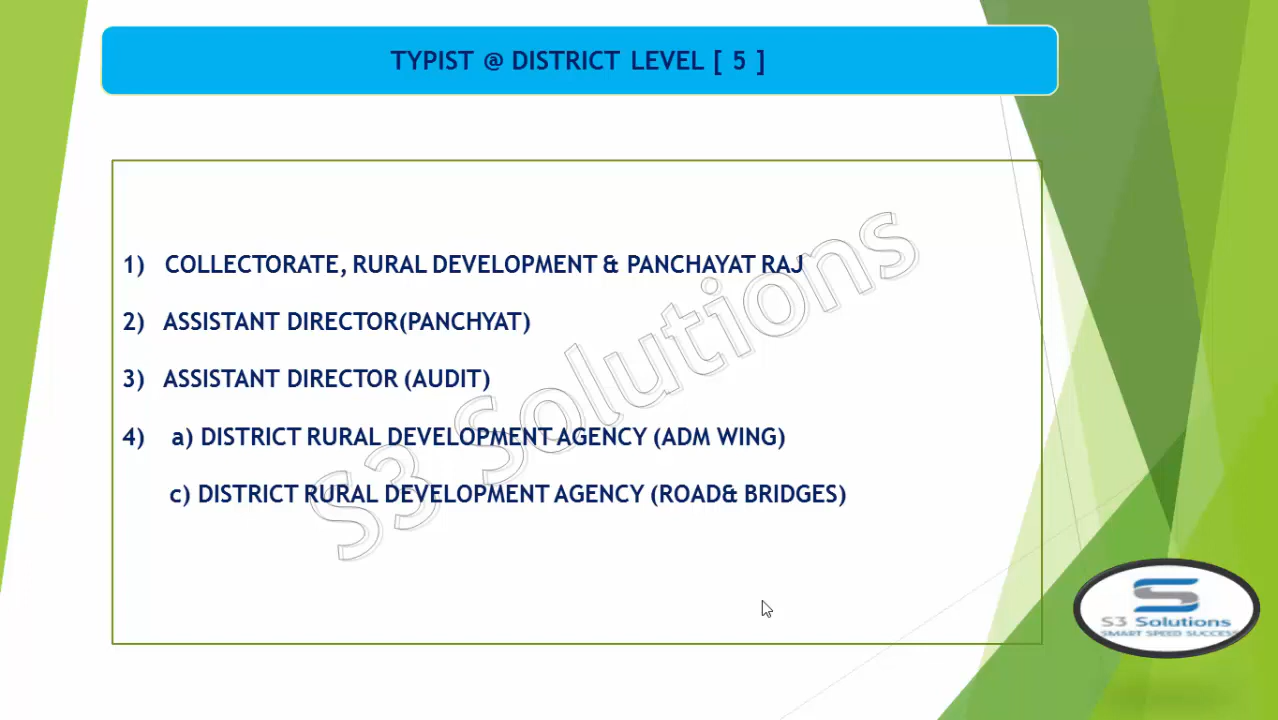 TYPIST @ DISTRICT LEVEL [ 5 ]
1) COLLECTORATE, RURAL DEVELOPMENT & PANCHAYAT RAJ
2) ASSISTANT DIRECTOR(PANCHYAT)
3) ASSISTANT DIRECTOR (AUDIT)
4) a) DISTRICT RURAL DEVELOPMENT AGENCY (ADM WING)
c) DISTRICT RURAL DEVELOPMENT AGENCY (ROAD& BRIDGES)
S3 Solutions
S3 Solutions
SMART SPEED SUCCESS